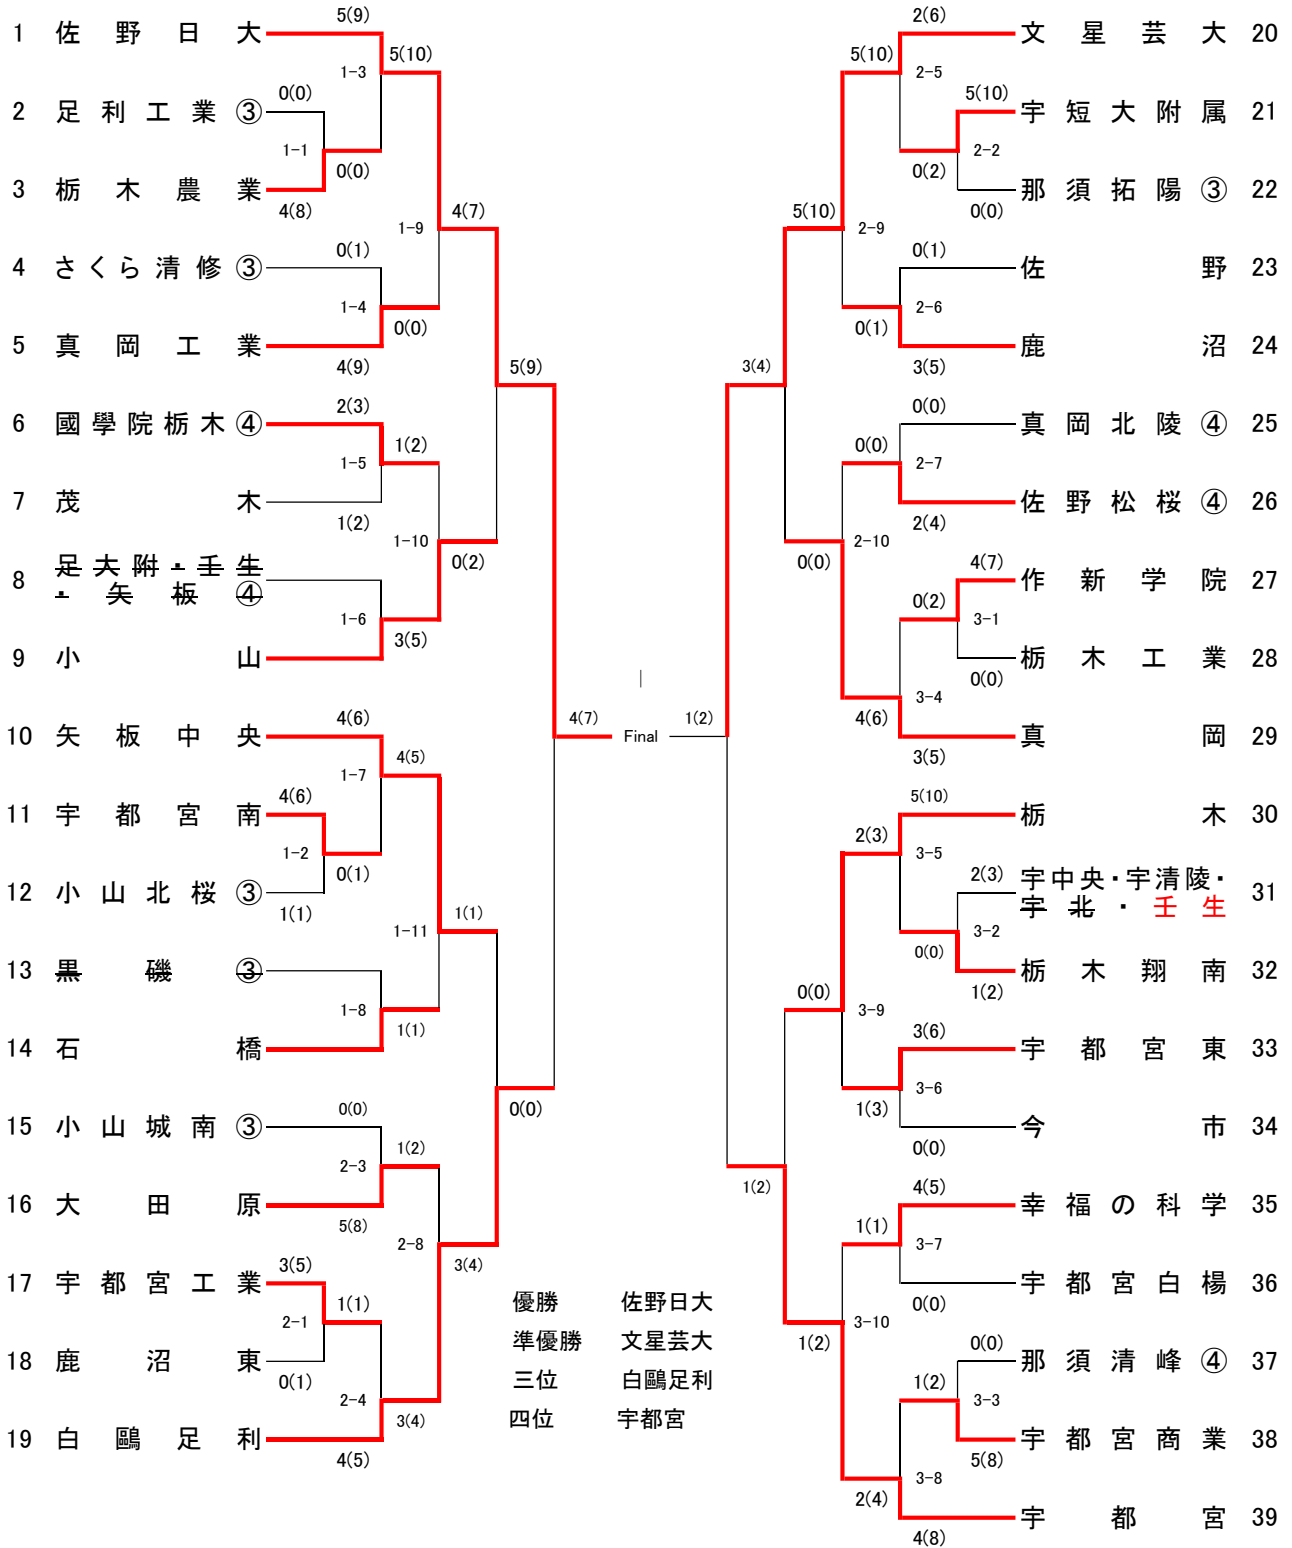 1 佐野日大 5(9)
5(10)
1-3
2 足利工業 ③ 0(0)
1-1
0(0)
3 栃木農業 4(8)
4(7)
1-9
4 さくら清修 ③ 0(1)
1-4
0(0)
5 真岡工業 4(9)
5(9)
6 國學院栃木 ④ 2(3)
1(2)
1-5
7 茂木 1(2)
1-10
0(2)
8 足大附・壬生
・矢板 ④
1-6
3(5)
9 小山
4(7)
10 矢板中央 4(6)
4(5)
1-7
11 宇都宮南 4(6)
1-2
0(1)
12 小山北桜 ③ 1(1)
1(1)
1-11
13 黒磯 ③
1-8
1(1)
14 石橋
0(0)
15 小山城南 ③ 0(0)
1(2)
2-3
16 大田原 5(8)
2-8
3(4)
17 宇都宮工業 3(5)
1(1)
2-1
18 鹿沼東 0(1)
2-4
3(4)
19 白鷗足利 4(5)
Final
1(2)
優勝 佐野日大
準優勝 文星芸大
三位 白鷗足利
四位 宇都宮
2(6) 文星芸大 20
5(10)
2-5
5(10) 宇短大附属 21
2-2
0(2)
0(0) 那須拓陽 ③ 22
5(10)
2-9
0(1) 佐野 23
2-6
0(1)
3(5) 鹿沼 24
3(4)
0(0) 真岡北陵 ④ 25
0(0)
2-7
2(4) 佐野松桜 ④ 26
2-10
0(0)
4(7) 作新学院 27
0(2)
3-1
0(0) 栃木工業 28
3-4
4(6)
3(5) 真岡 29
5(10) 栃木 30
2(3)
3-5
2(3) 宇中央・宇清陵・
宇北・壬生 31
3-2
0(0)
1(2) 栃木翔南 32
0(0)
3-9
3(6) 宇都宮東 33
3-6
1(3)
0(0) 今市 34
1(2)
4(5) 幸福の科学 35
1(1)
3-7
0(0) 宇都宮白楊 36
3-10
1(2)
0(0) 那須清峰 ④ 37
1(2)
3-3
5(8) 宇都宮商業 38
3-8
2(4)
4(8) 宇都宮 39